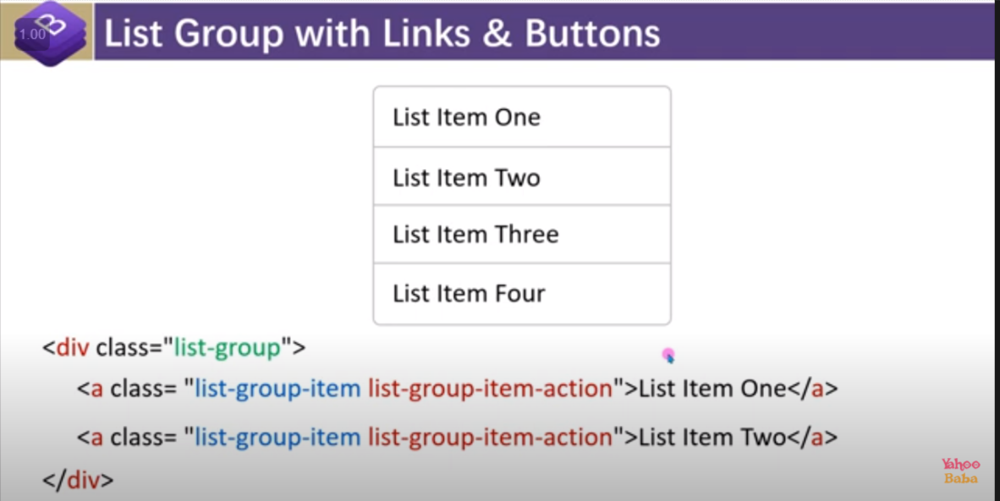 1.00
List Group with Links & Buttons
List Item One
List Item Two
List Item Three
List Item Four
<div class="list-group">
<a class= "list-group-item list-group-item-action">List Item One</a>
<a class= "list-group-item list-group-item-action">List Item Two</a>
</div>
Yahoo
Baba